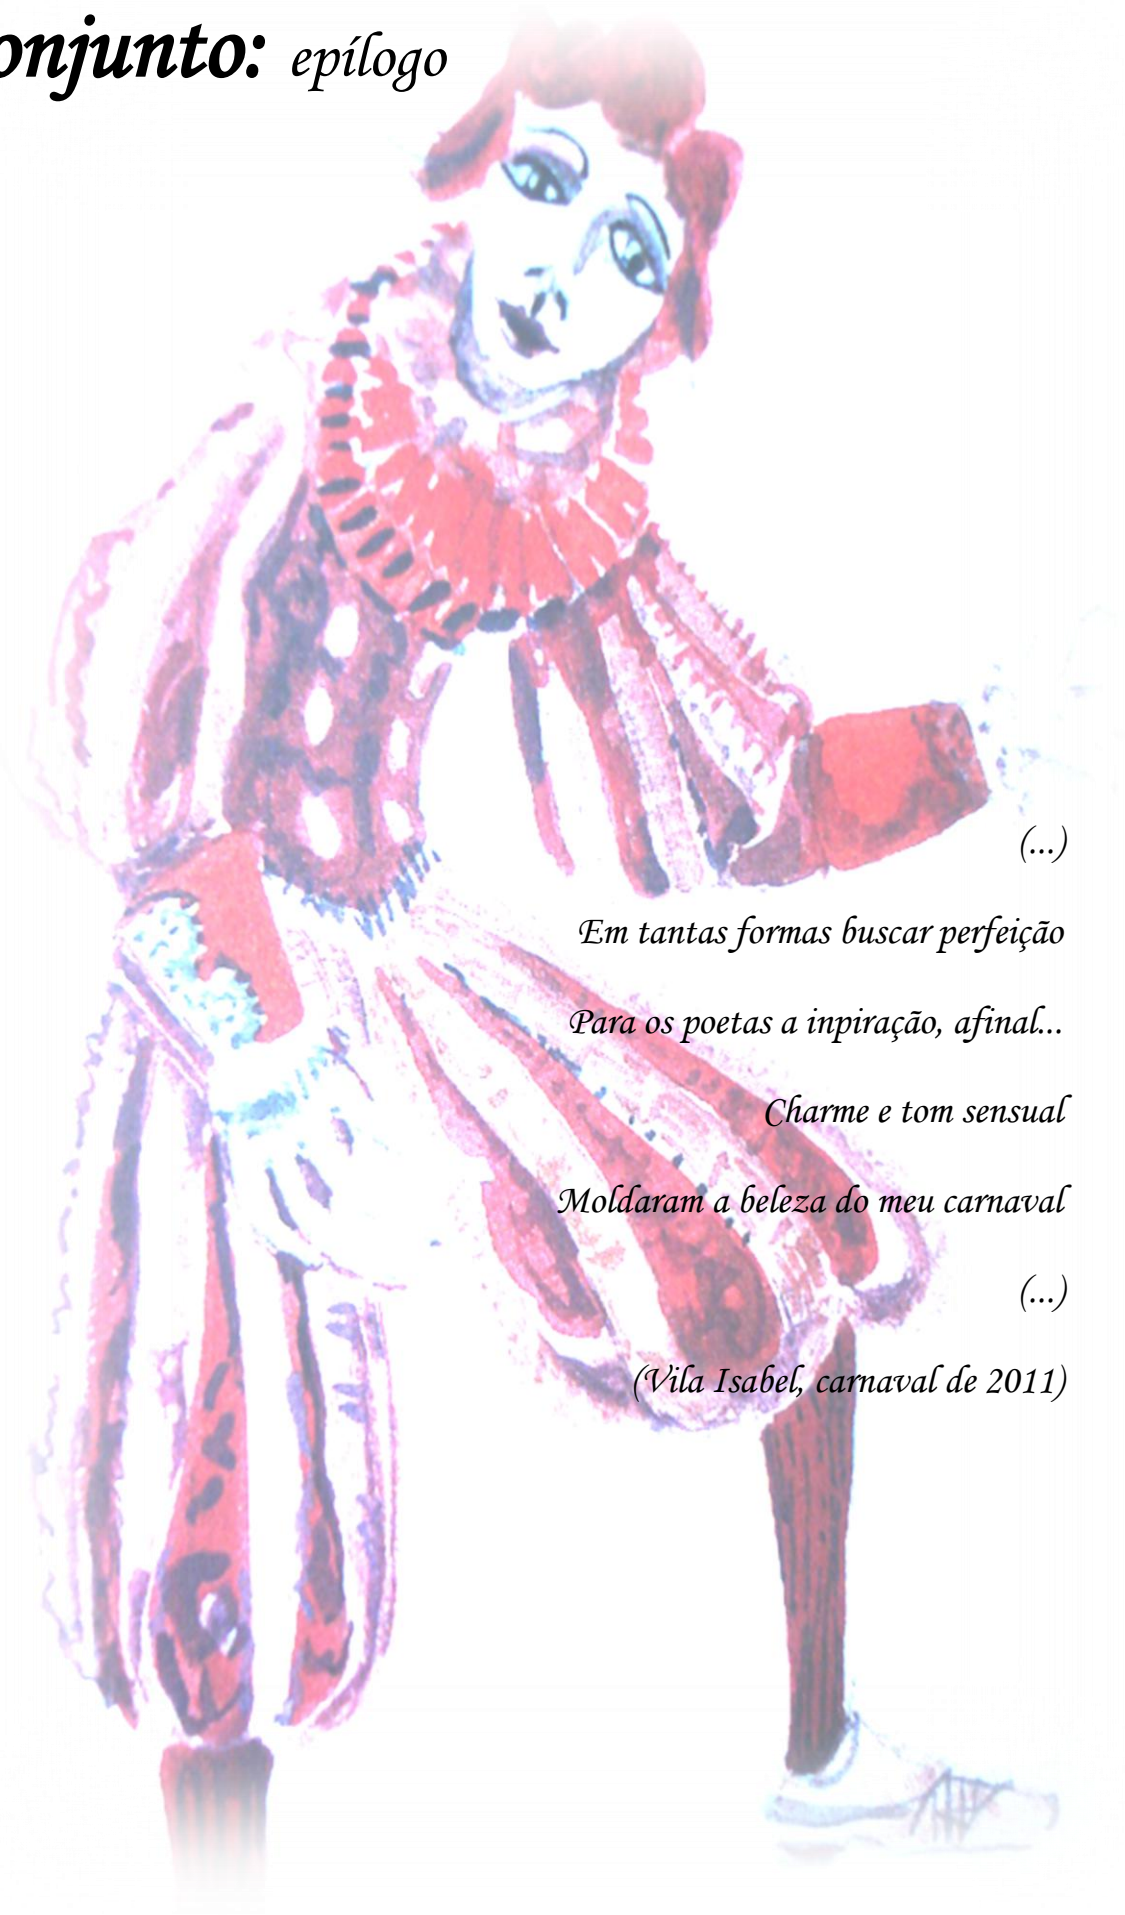 onjunto: epílogo
(...)
Em tantas formas buscar perfeição
Para os poetas a inpiração, afinal...
Charme e tom sensual
Moldaram a beleza do meu carnaval
(...)
(Vila Isabel, carnaval de 2011)